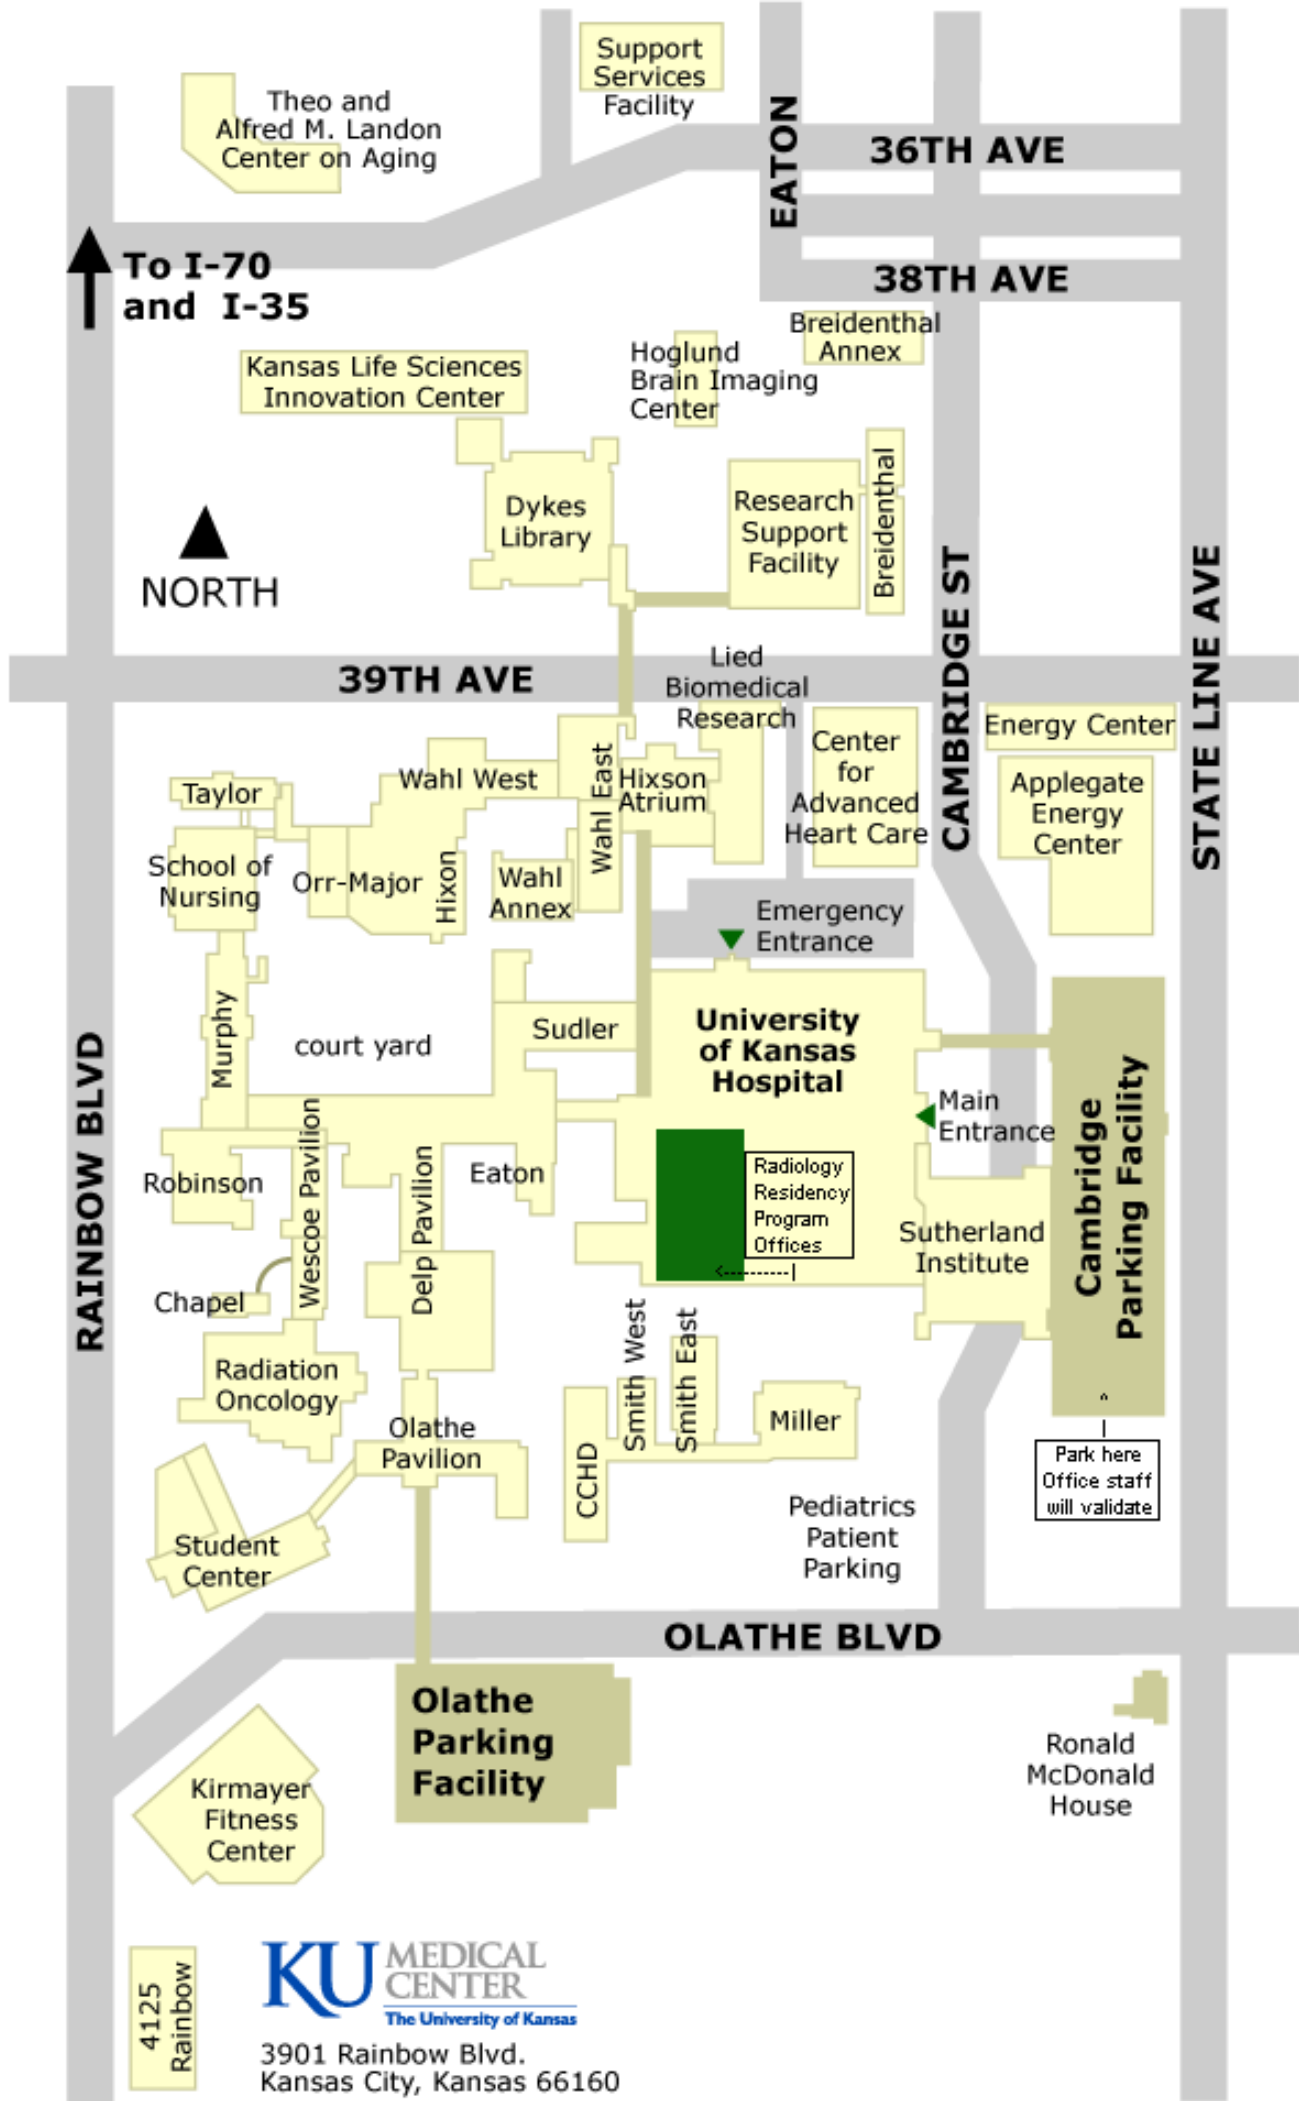 Support
Services
Facility
Theo and
Alfred M. Landon
Center on Aging
EATON
36TH AVE
To I-70
and I-35
38TH AVE
Breidenthal
Annex
Hoglund
Brain Imaging
Center
Kansas Life Sciences
Innovation Center
Dykes
Library
Research
Support
Facility
Breidenthal
NORTH
CAMBRIDGE ST
STATE LINE AVE
39TH AVE
Lied
Biomedical
Research
Energy Center
Center
for
Advanced
Heart Care
Applegate
Energy
Center
Wahl West
Wahl East
Hixson
Atrium
Taylor
School of
Nursing
Orr-Major
Hixon
Wahl
Annex
Emergency
Entrance
Murphy
court yard
Sudler
University
of Kansas
Hospital
Main
Entrance
Cambridge
Parking Facility
RAINBOW BLVD
Robinson
Wescoe Pavilion
Delp Pavilion
Eaton
Radiology
Residency
Program
Offices
Sutherland
Institute
Chapel
Radiation
Oncology
Olathe
Pavilion
Smith West
Smith East
CCHD
Miller
Park here
Office staff
will validate
Pediatrics
Patient
Parking
Student
Center
OLATHE BLVD
Olathe
Parking
Facility
Ronald
McDonald
House
Kirmayer
Fitness
Center
4125
Rainbow
KU MEDICAL
CENTER
The University of Kansas
3901 Rainbow Blvd.
Kansas City, Kansas 66160